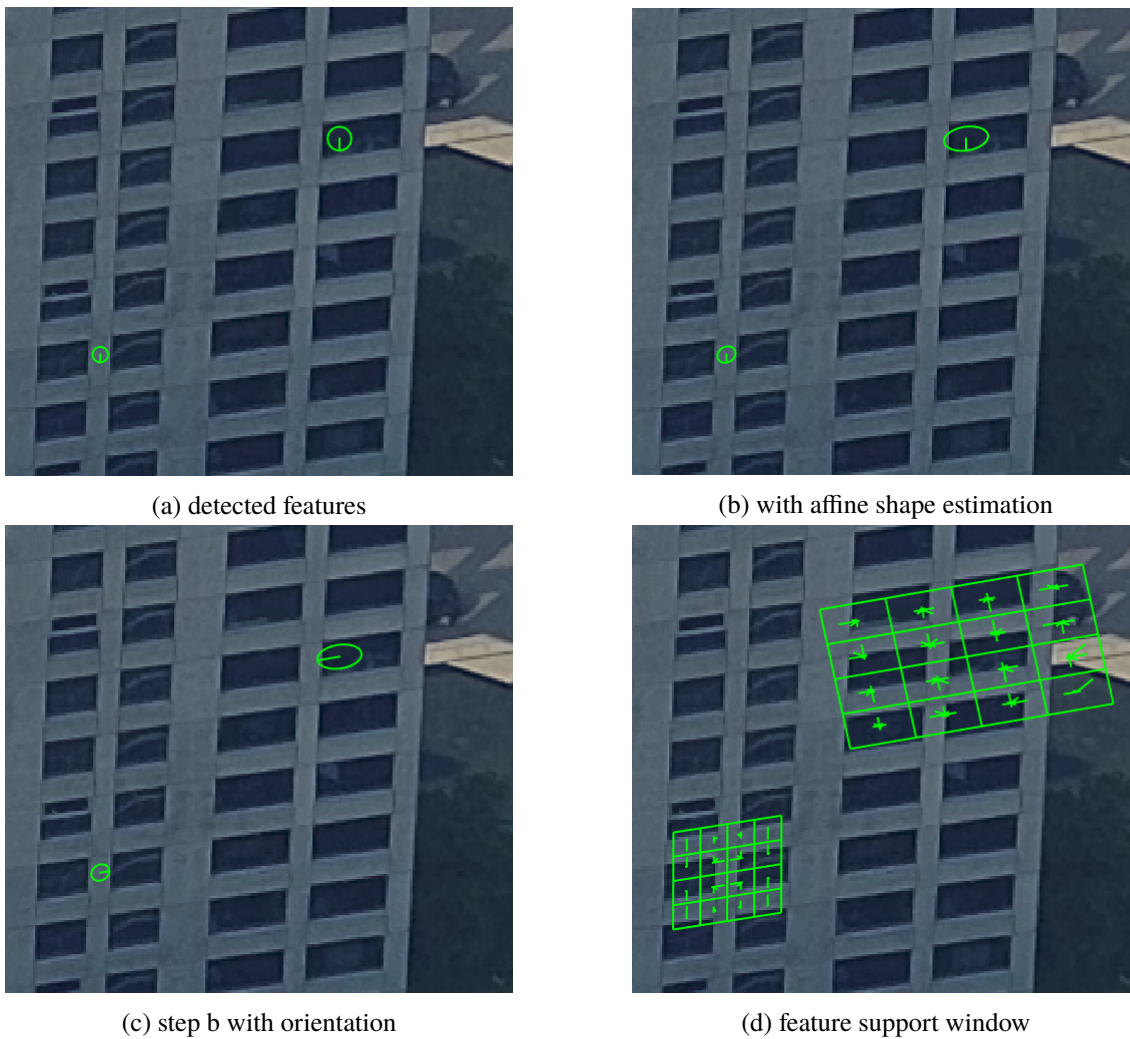 (a) detected features
(b) with affine shape estimation
(c) step b with orientation
(d) feature support window